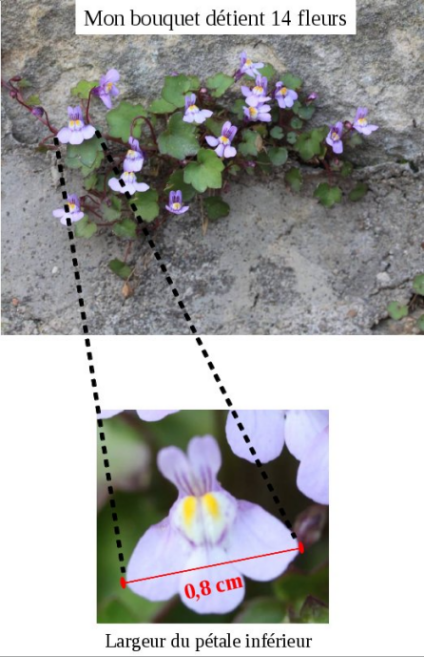 Mon bouquet détient 14 fleurs
0,8 cm
Largeur du pétale inférieur